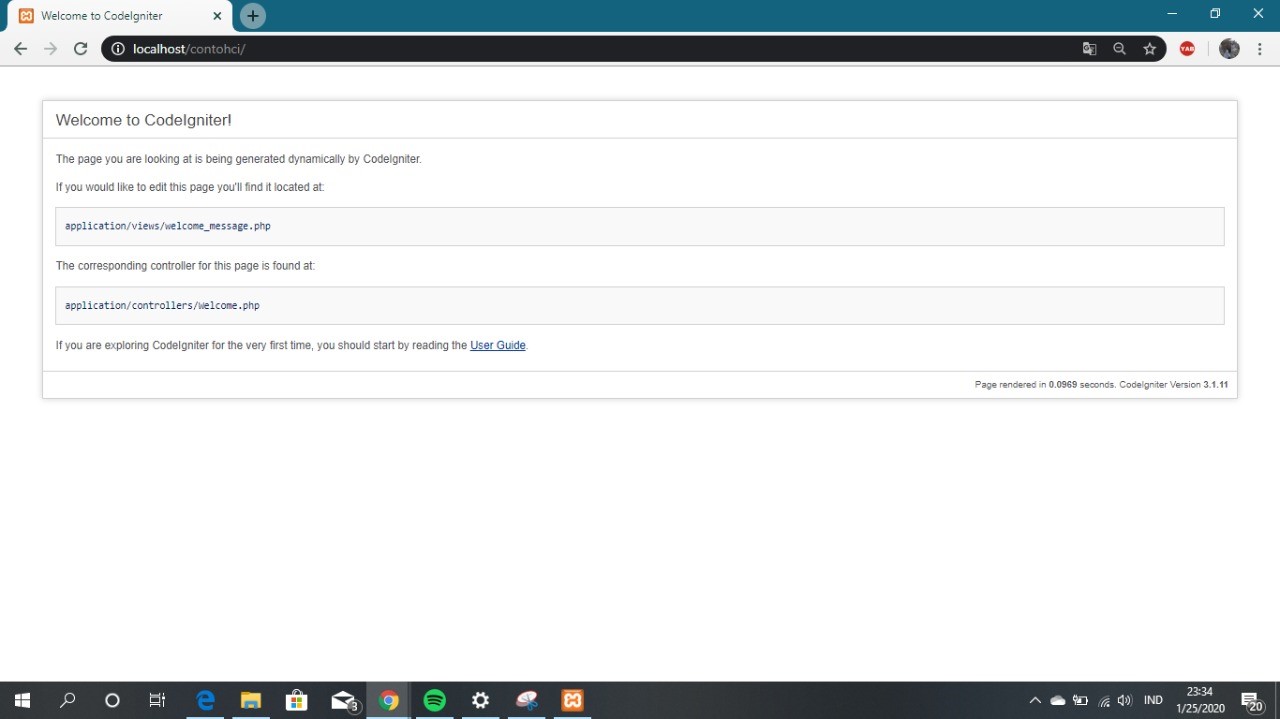 Welcome to CodeIgniter
localhost/contohci/
Welcome to CodeIgniter!
The page you are looking at is being generated dynamically by CodeIgniter.
If you would like to edit this page you'll find it located at:
application/views/welcome_message.php
The corresponding controller for this page is found at:
application/controllers/Welcome.php
If you are exploring CodeIgniter for the very first time, you should start by reading the User Guide.
Page rendered in 0.0969 seconds. CodeIgniter Version 3.1.11
3
IND
23:34
1/25/2020
20